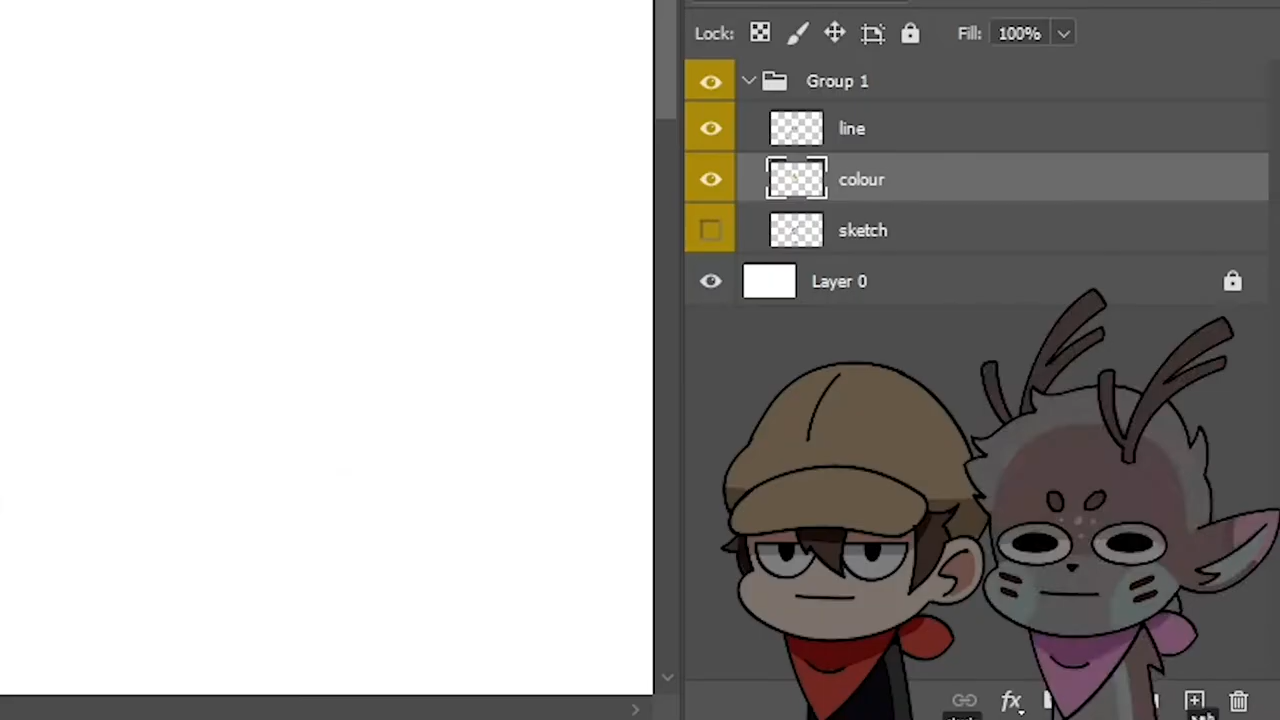 Lock: Fill: 100%
Group 1
line
colour
sketch
Layer 0
fx